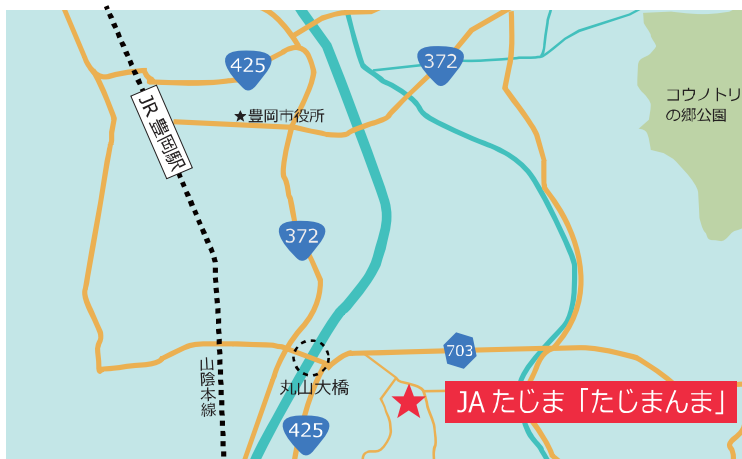 425
372
コウノトリ
の郷公園
★豊岡市役所
JR 豊岡駅
372
703
山陰本線
丸山大橋
JA たじま「たじまんま」
425